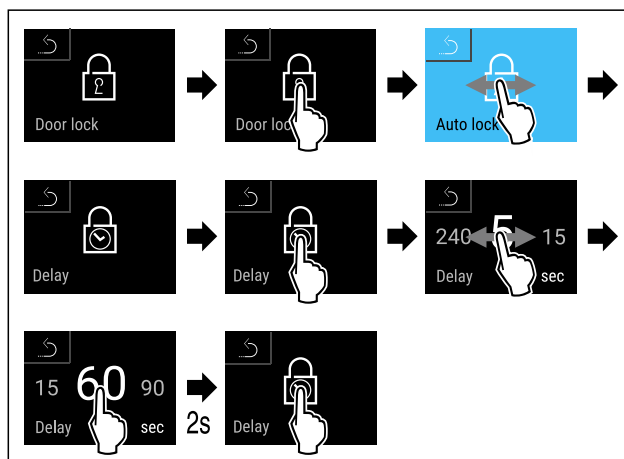 Door lock
Door loc
Auto lock
Delay
Delay
240 5 15
Delay sec
15 60 90
Delay sec
2s
Delay